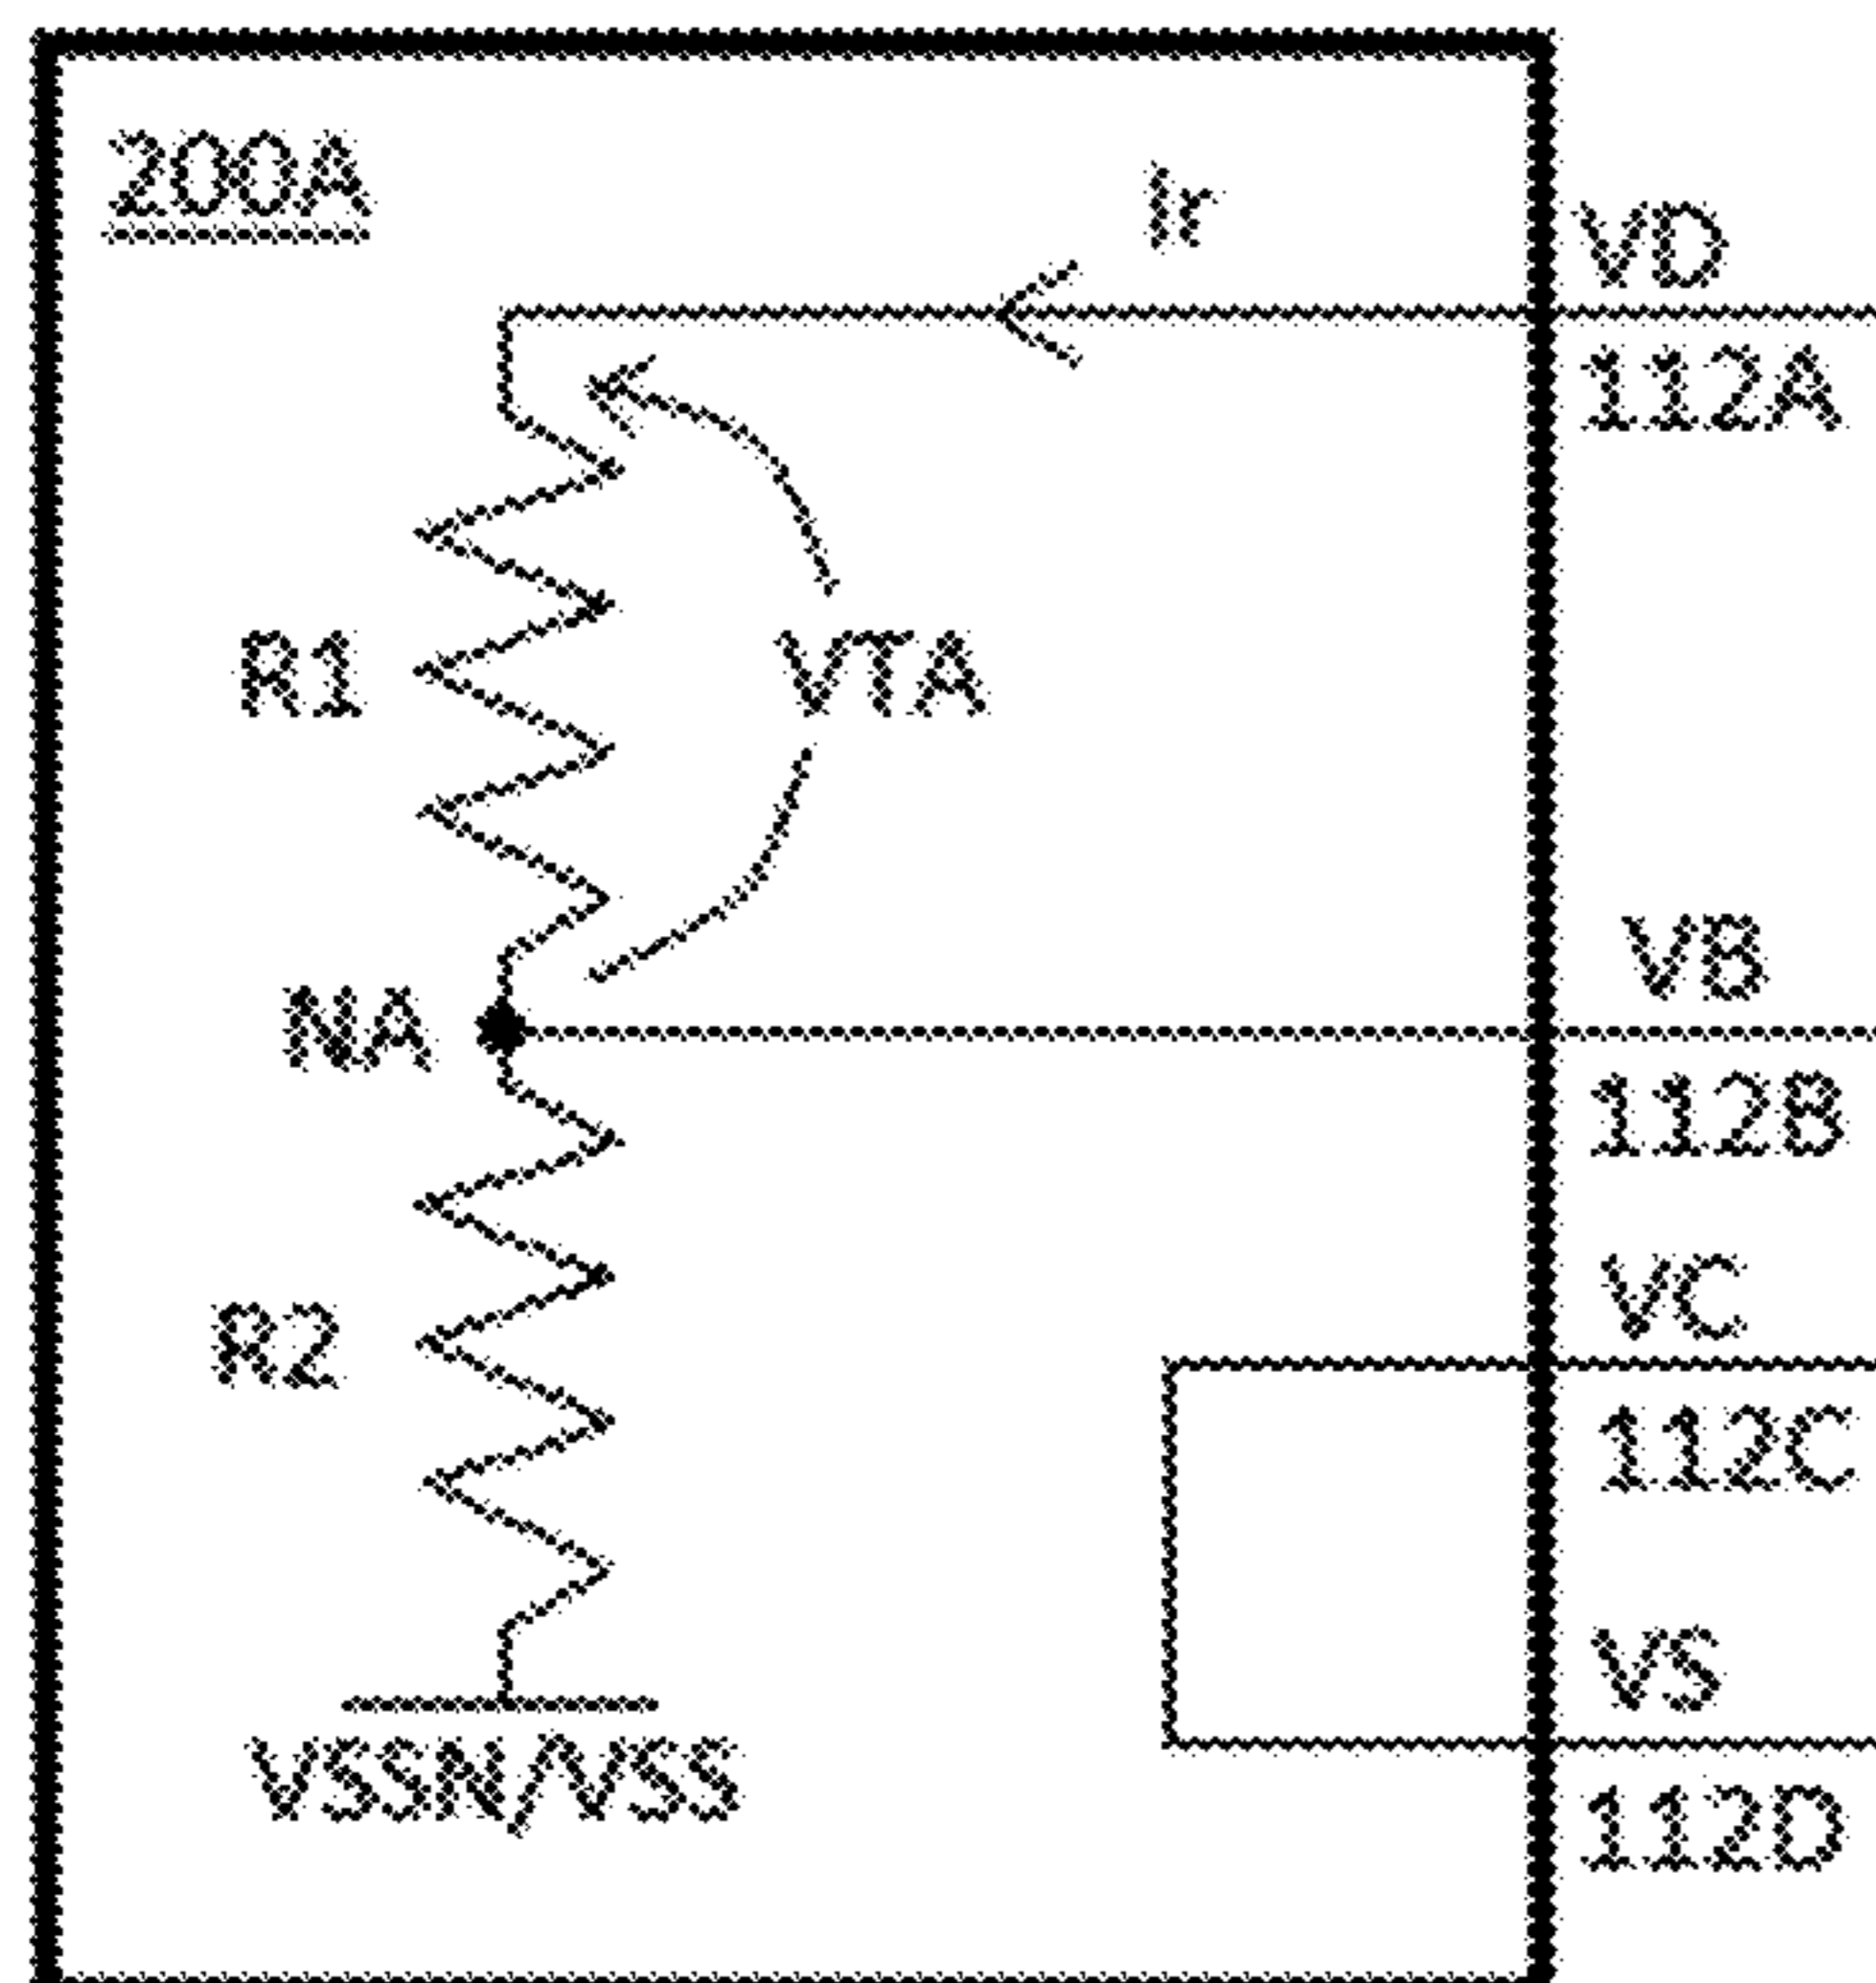 200A
Ir
VD
112A
R1
VTA
VB
NA
112B
VC
R2
112C
VS
VSSN/VSS
112D